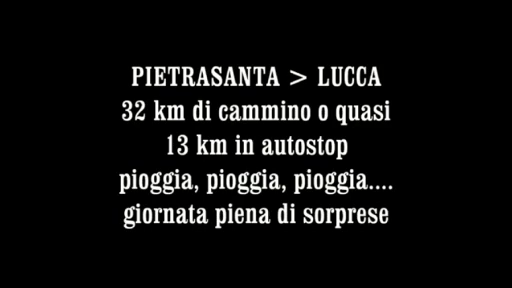 PIETRASANTA > LUCCA
32 km di cammino o quasi
13 km in autostop
pioggia, pioggia, pioggia....
giornata piena di sorprese